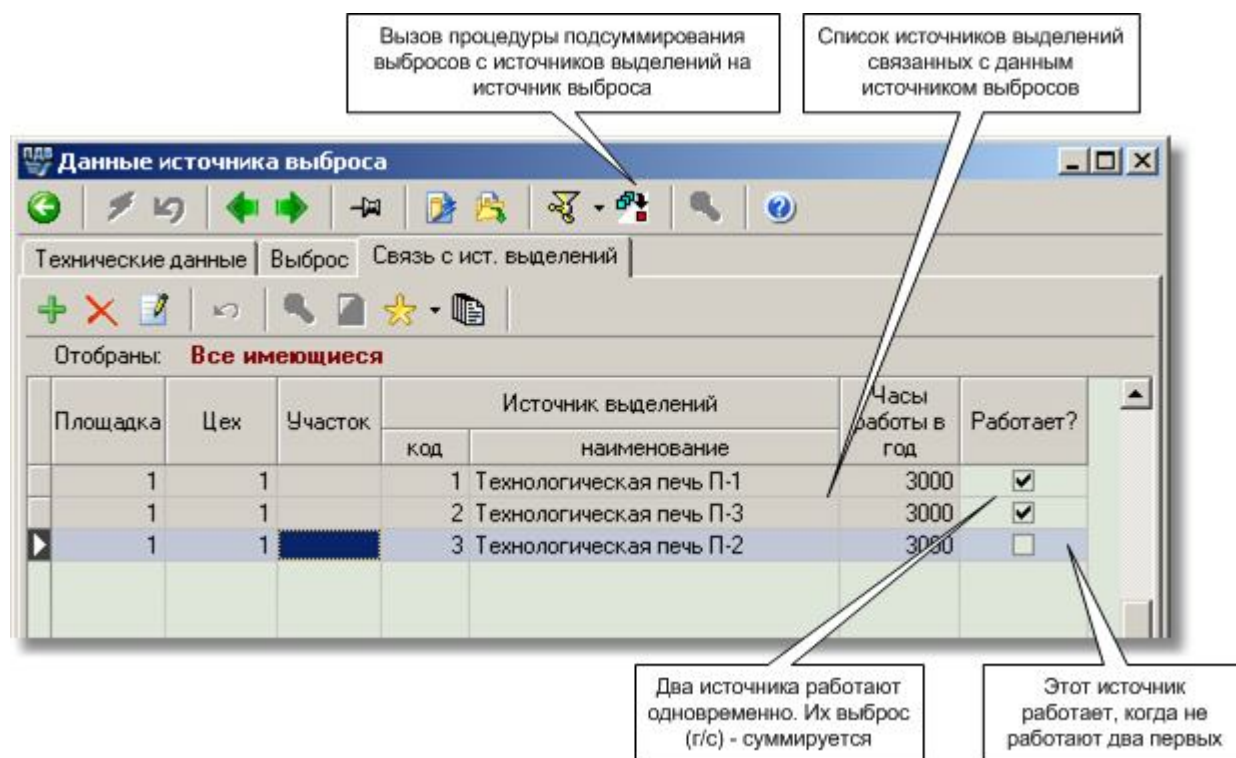 Вызов процедуры подсуммирования
выбросов с источников выделений на
источник выброса
Список источников выделений
связанных с данным
источником выбросов
ПДВ Данные источника выброса
Технические данные Выброс Связь с ист. выделений
Отобраны: Все имеющиеся
Площадка Цех Участок Источник выделений Часы работы в год Работает?
код наименование
1 1 1 Технологическая печь П-1 3000
1 1 2 Технологическая печь П-3 3000
1 1 3 Технологическая печь П-2 3000
Два источника работают
одновременно. Их выброс
(г/с) - суммируется
Этот источник
работает, когда не
работают два первых